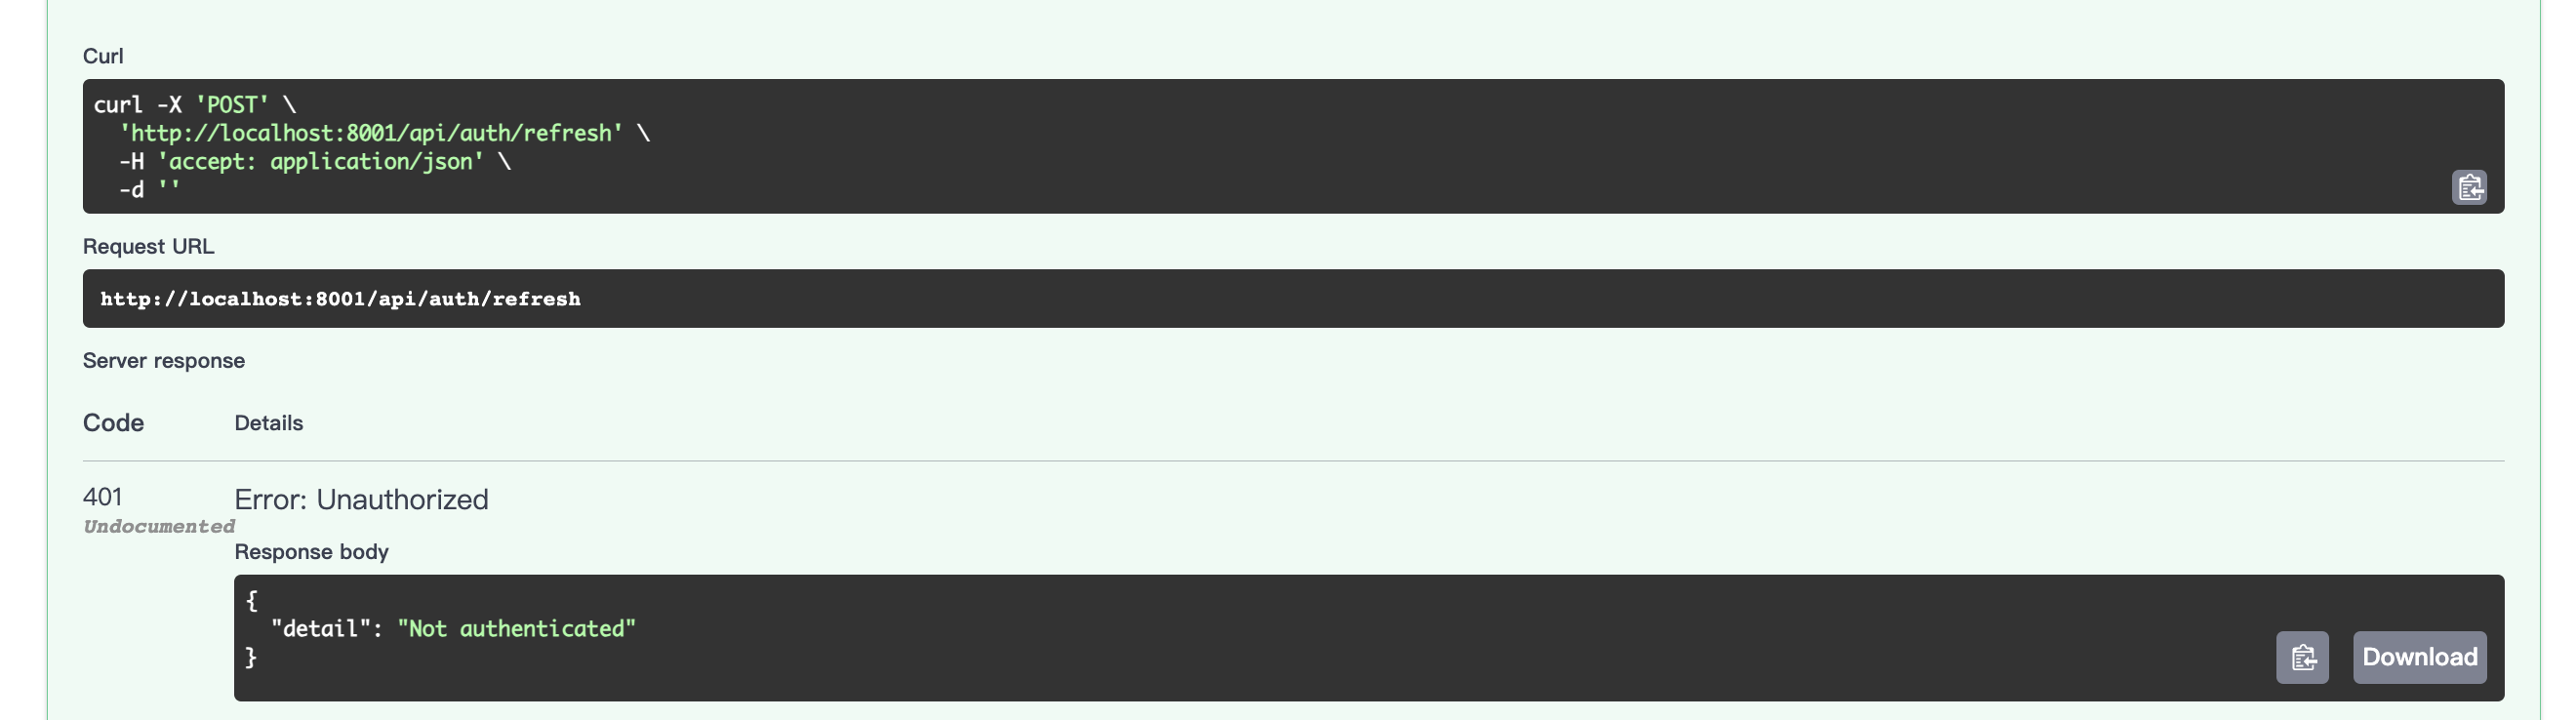 Curl
curl -X 'POST' \
  'http://localhost:8001/api/auth/refresh' \
  -H 'accept: application/json' \
  -d ''
Request URL
http://localhost:8001/api/auth/refresh
Server response
Code Details
401 Error: Unauthorized
Undocumented
Response body
{
  "detail": "Not authenticated"
}
Download